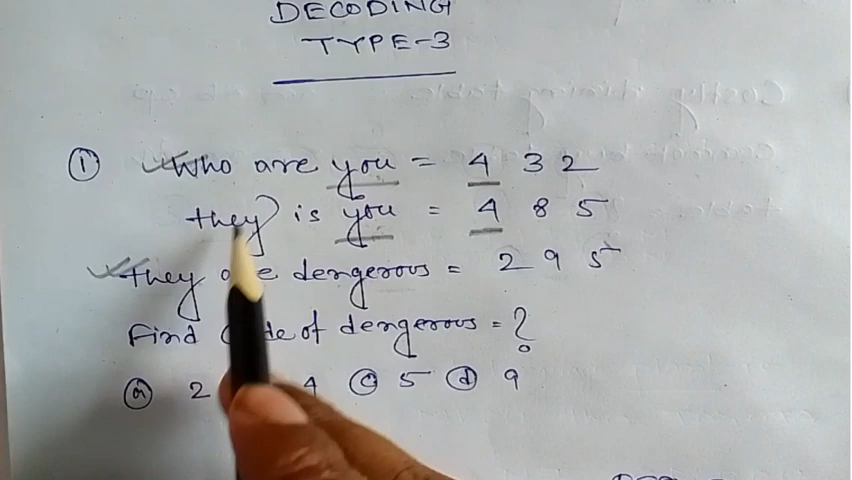 DECODING
TYPE-3
① Who are you = 4 3 2
they is you = 4 8 5
they are dengerous = 2 9 5
Find of dengerous = ?
ⓐ 2 4 ⓒ 5 ⓓ 9